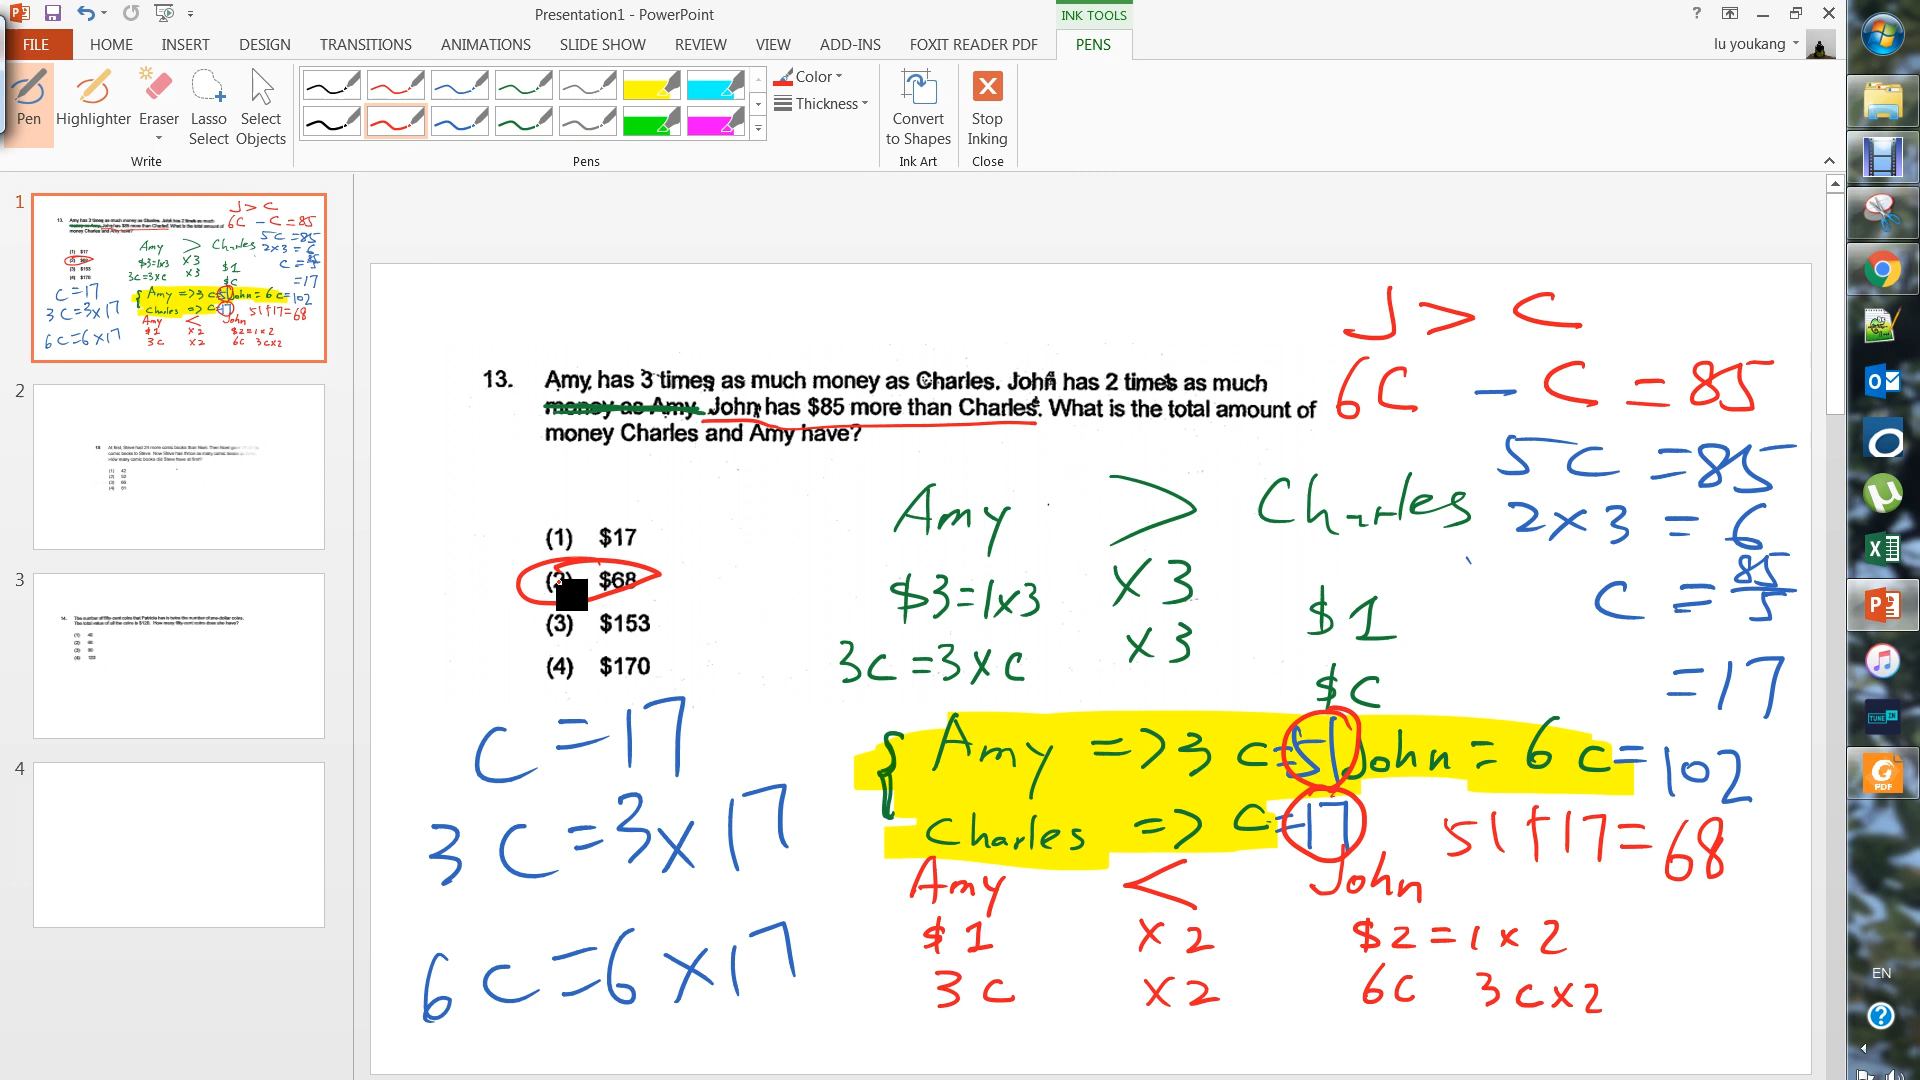 Presentation1 - PowerPoint
INK TOOLS
FILE HOME INSERT DESIGN TRANSITIONS ANIMATIONS SLIDE SHOW REVIEW VIEW ADD-INS FOXIT READER PDF PENS
lu youkang
Pen Highlighter Eraser Lasso Select Select Objects
Color
Thickness
Convert to Shapes
Stop Inking
Write Pens Ink Art Close
1
2
3
4
J > C
6C - C = 85
13. Amy has 3 times as much money as Charles. John has 2 times as much
money as Amy. John has $85 more than Charles. What is the total amount of
money Charles and Amy have?
5C = 85
2x3 = 6
C = 85/5
= 17
(1) $17
(2) $68
(3) $153
(4) $170
Amy > Charles
$3=1x3 x3 $1
3C=3xC x3 $C
C=17
3C=3x17
6C=6x17
Amy => 3C=51 John = 6C=102
Charles => C=17
51+17=68
Amy < John
$1 x2 $2=1x2
3C x2 6C 3Cx2
EN